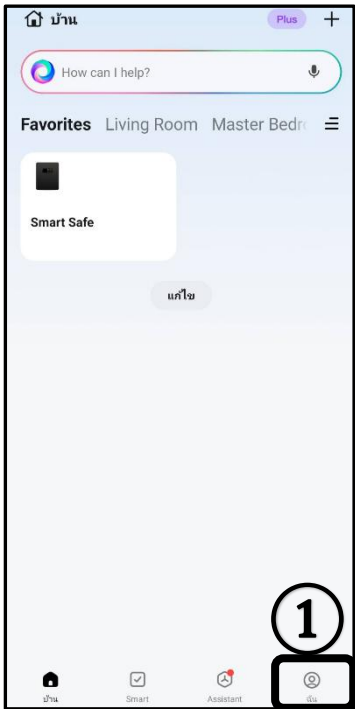 บ้าน Plus +
How can I help?
Favorites Living Room Master Bedr
Smart Safe
แก้ไข
1
บ้าน Smart Assistant ฉัน